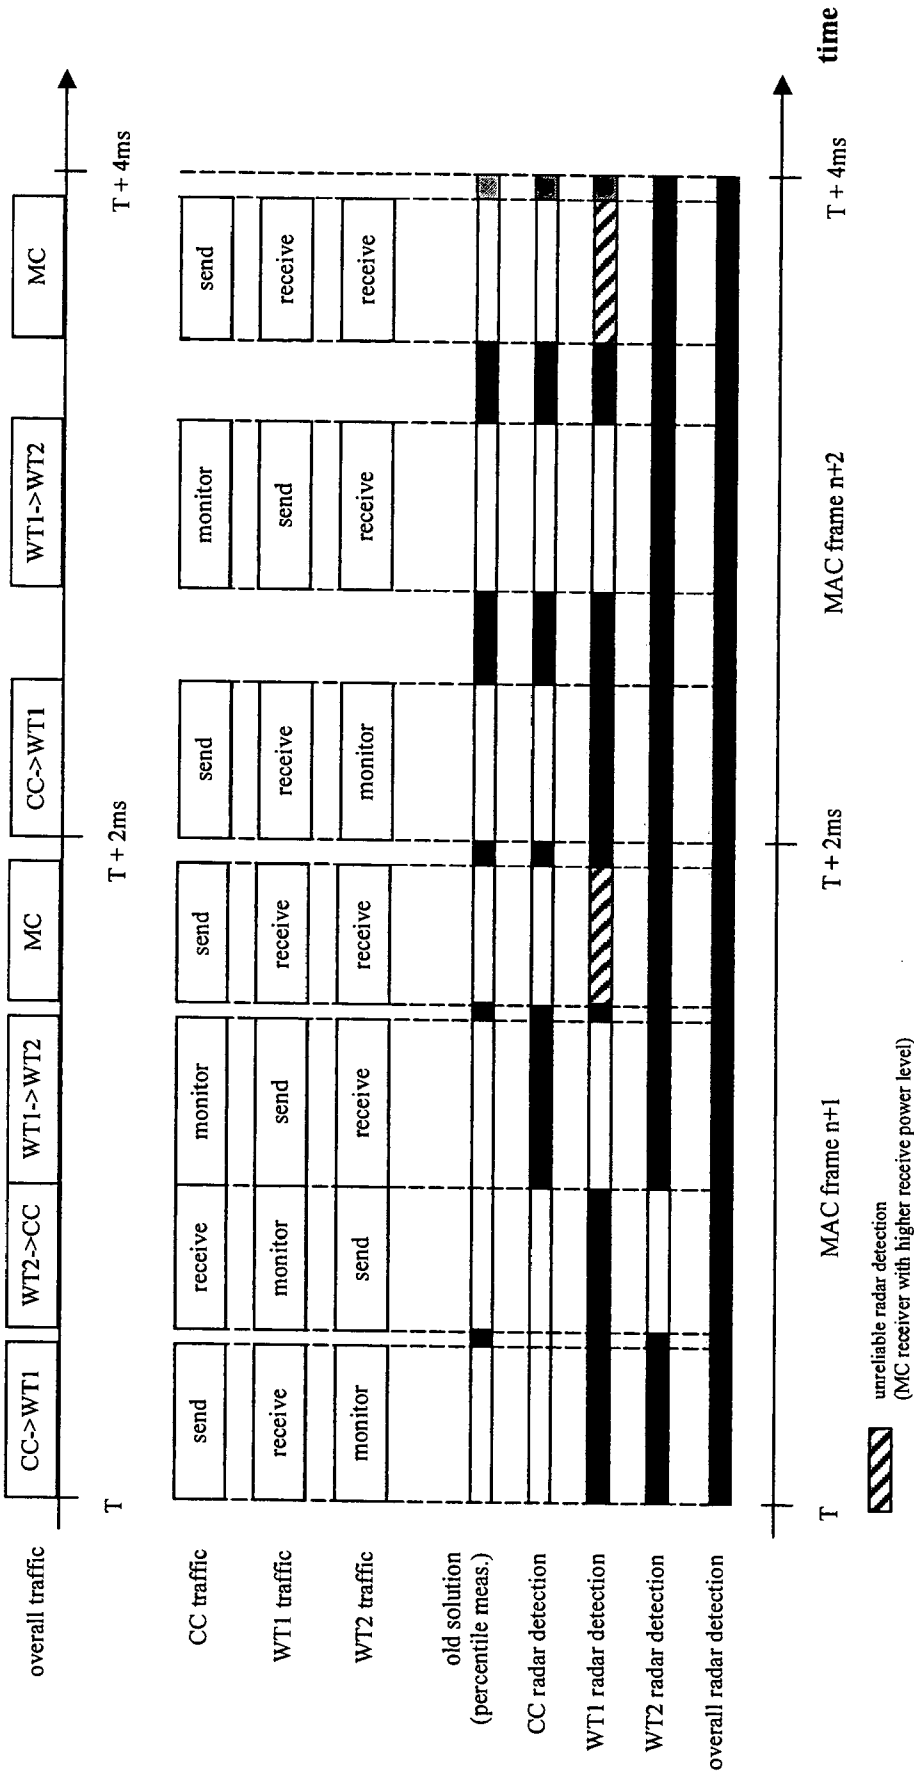 overall traffic
CC->WT1
WT2->CC
WT1->WT2
MC
CC->WT1
WT1->WT2
MC
T
T + 2ms
T + 4ms
CC traffic
send
receive
monitor
send
send
monitor
send
WT1 traffic
receive
monitor
send
receive
receive
send
receive
WT2 traffic
monitor
send
receive
receive
monitor
receive
receive
old solution
(percentile meas.)
CC radar detection
WT1 radar detection
WT2 radar detection
overall radar detection
T
MAC frame n+1
T + 2ms
MAC frame n+2
T + 4ms
time
unreliable radar detection
(MC receiver with higher receive power level)